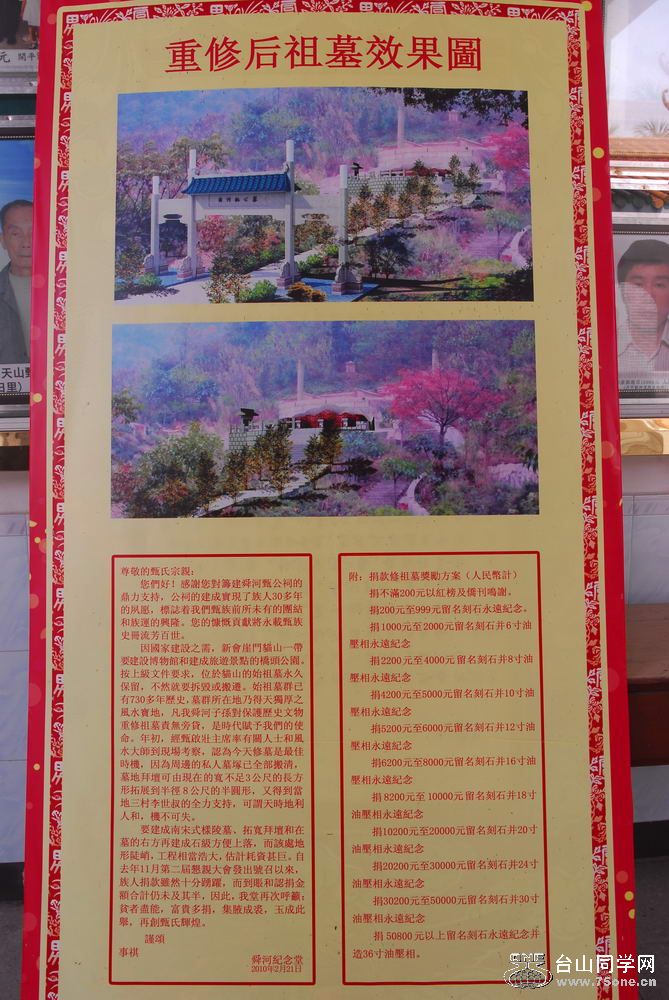 重修后祖墓效果圖
尊敬的甄氏宗親:
您們好！感謝您對籌建舜河甄公祠的
鼎力支持，公祠的建成實現了族人30多年
的夙愿，標誌着我們甄族前所未有的團結
和族運的興隆。您的慷慨貢獻將永載甄族
史冊流芳百世。
因國家建設之需，新會崖門貓山一帶
要建設博物館和建成旅遊景點的橋頭公園。
按上級文件要求，位於貓山的始祖墓永久
保留，不然就要拆毀或搬遷。始祖墓群已
有730多年歷史，墓群所在地乃得天獨厚之
風水寶地，凡我舜河子孫對保護歷史文物
重修祖墓責無旁貸，是時代賦予我們的使
命。年初，經甄啟壯主席率有關人士和風
水大師到現場考察，認為今天修墓是最佳
時機，因為周邊的私人墓塚已全部搬清，
墓地拜壇可由現在的寬不足3公尺的長方
形拓展到半徑8公尺的半圓形，又得到當
地三村李世叔的全力支持，可謂天時地利
人和，機不可失。
要建成南宋式樣陵墓、拓寬拜壇和在
墓的右方再建成石級方便上落，而該處地
形陡峭，工程相當浩大，估計耗資甚巨。自
去年11月第二屆懇親大會發出號召以來，
族人捐款雖然十分踴躍，而到賬和認捐金
額合計仍未及其半，因此，我堂再次呼籲：
貧者盡能，富貴多捐，集腋成裘，玉成此
舉，再創甄氏輝煌。
謹頌
事祺
舜河紀念堂
2010年2月21日
附：捐款修祖墓獎勵方案（人民幣計）
捐不滿200元以紅榜及僑刊鳴謝。
捐200元至999元留名刻石永遠紀念。
捐1000元至2000元留名刻石并6寸油
壓相永遠紀念
捐2200元至4000元留名刻石并8寸油
壓相永遠紀念
捐4200元至5000元留名刻石并10寸油
壓相永遠紀念
捐5200元至6000元留名刻石并12寸油
壓相永遠紀念
捐6200元至8000元留名刻石并16寸油
壓相永遠紀念
捐8200元至10000元留名刻石并18寸
油壓相永遠紀念
捐10200元至20000元留名刻石并20寸
油壓相永遠紀念
捐20200元至30000元留名刻石并24寸
油壓相永遠紀念
捐30200元至50000元留名刻石并30寸
油壓相永遠紀念
捐50800元以上留名刻石永遠紀念并
造36寸油壓相。
台山同学网
www.75one.cn